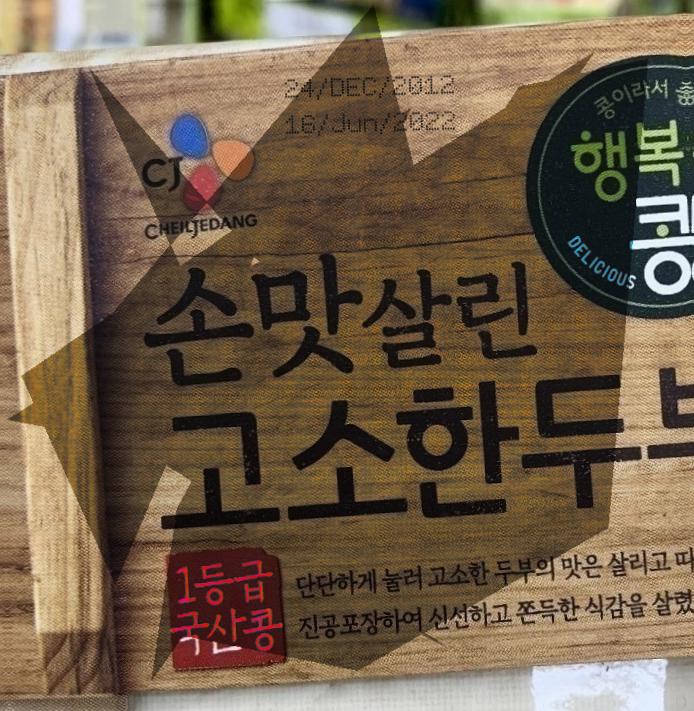 24/DEC/2012
16/Jun/2022
콩이라서
행복
CJ
CHEILJEDANG
콩
DELICIOUS
손맛살린
고소한두부
1등급
국산콩
단단하게 눌러 고소한 두부의 맛은 살리고
진공포장하여 신선하고 쫀득한 식감을 살렸